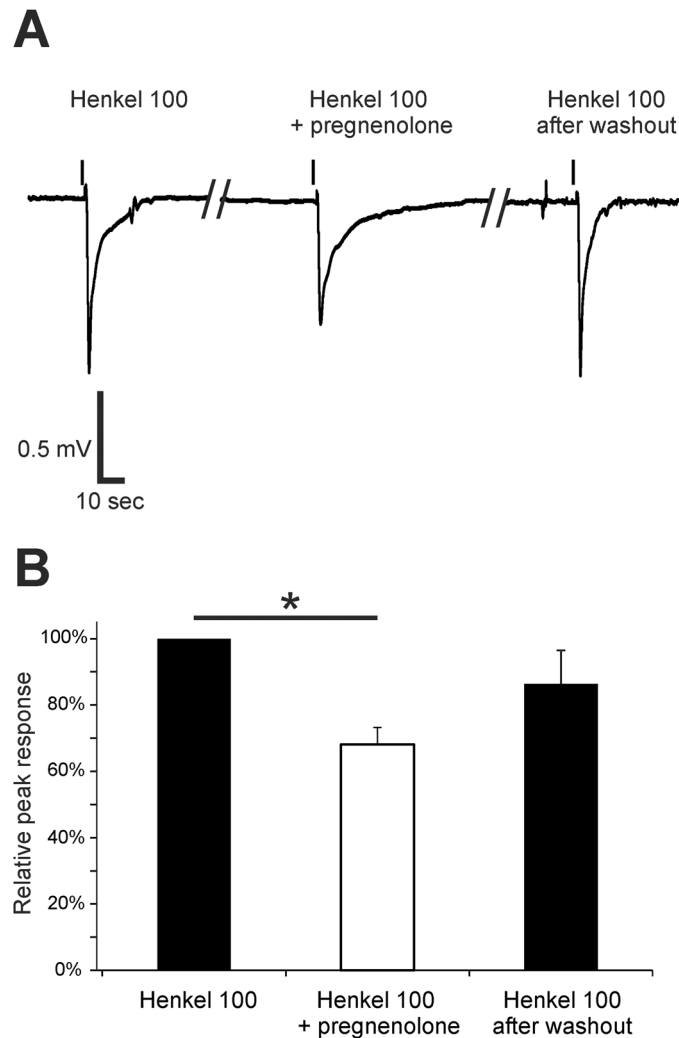 A
Henkel 100
Henkel 100
+ pregnenolone
Henkel 100
after washout
0.5 mV
10 sec
B
*
100%
80%
60%
40%
20%
0%
Relative peak response
Henkel 100
Henkel 100
+ pregnenolone
Henkel 100
after washout